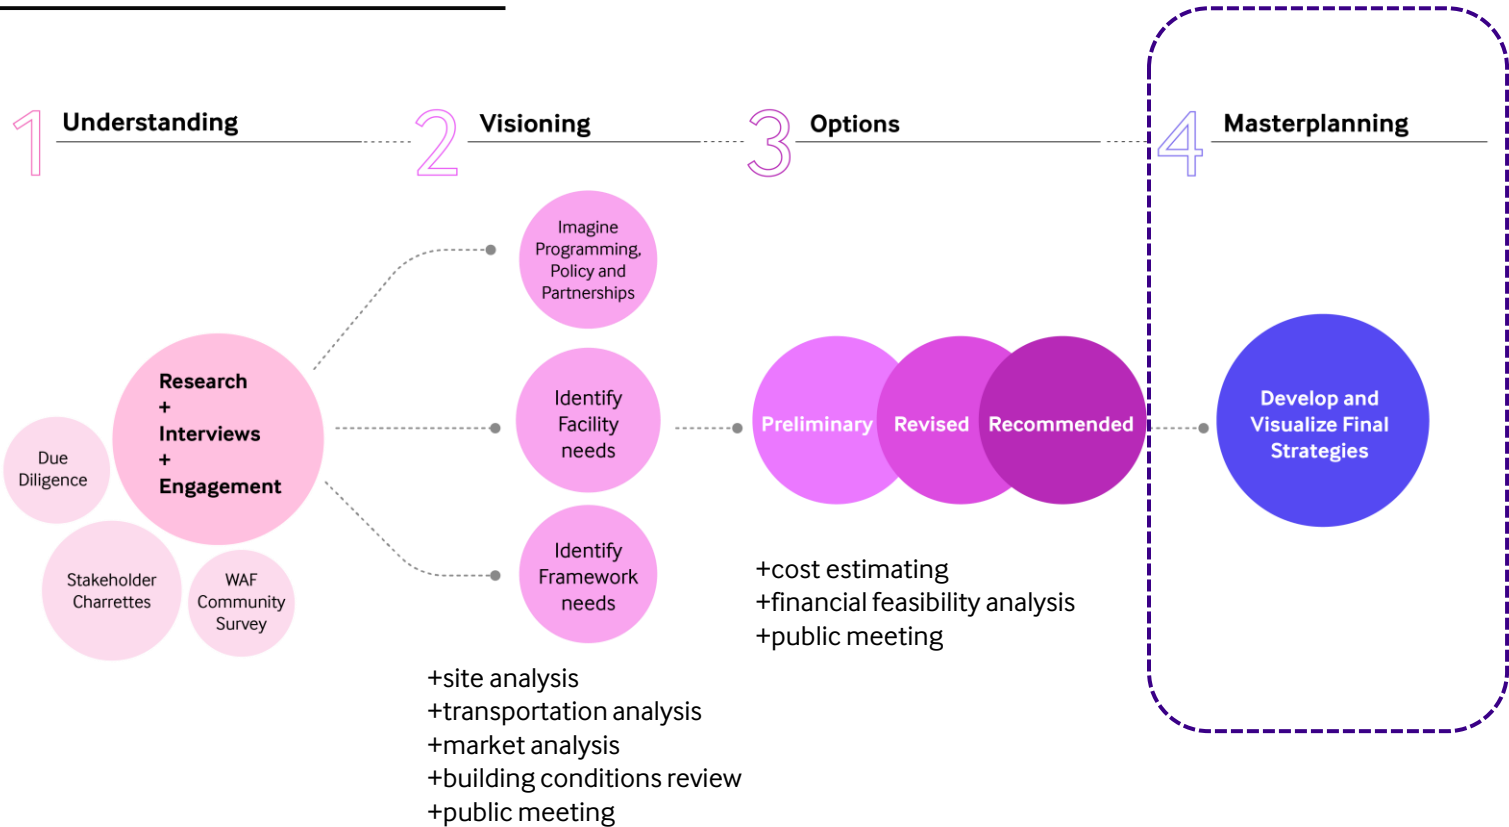 1 Understanding
2 Visioning
3 Options
4 Masterplanning
Research
+
Interviews
+
Engagement
Due
Diligence
Stakeholder
Charrettes
WAF
Community
Survey
Imagine
Programming,
Policy and
Partnerships
Identify
Facility
needs
Identify
Framework
needs
+site analysis
+transportation analysis
+market analysis
+building conditions review
+public meeting
Preliminary
Revised
Recommended
+cost estimating
+financial feasibility analysis
+public meeting
Develop and
Visualize Final
Strategies